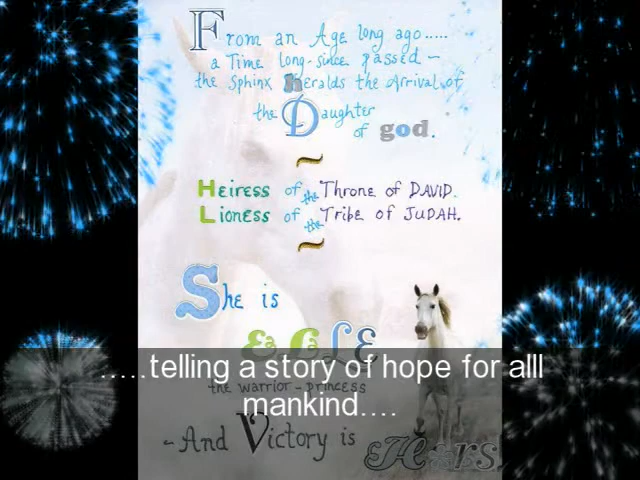 From an Age long ago.....
a Time long-since passed ~
the Sphinx heralds the Arrival of
the Daughter
of god.
~
Heiress of the Throne of DAVID.
Lioness of the Tribe of JUDAH.
~
She is
.....telling a story of hope for alll
the warrior-princess
mankind....
~And Victory is Hers.